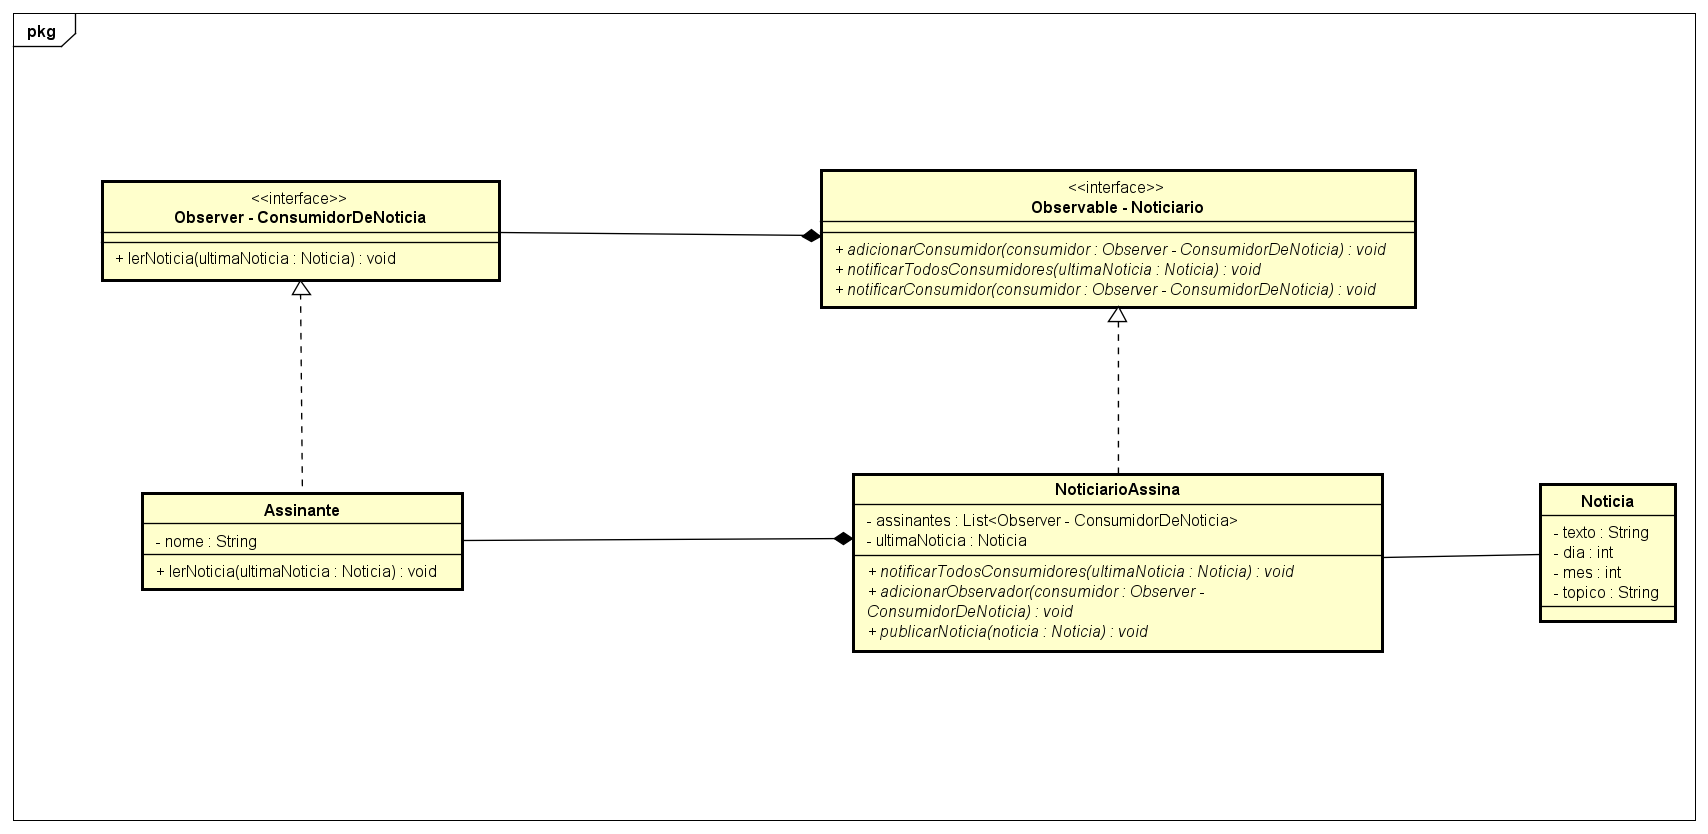 pkg
<<interface>>
Observer - ConsumidorDeNoticia
+ lerNoticia(ultimaNoticia : Noticia) : void
<<interface>>
Observable - Noticiario
+ adicionarConsumidor(consumidor : Observer - ConsumidorDeNoticia) : void
+ notificarTodosConsumidores(ultimaNoticia : Noticia) : void
+ notificarConsumidor(consumidor : Observer - ConsumidorDeNoticia) : void
Assinante
- nome : String
+ lerNoticia(ultimaNoticia : Noticia) : void
NoticiarioAssina
- assinantes : List<Observer - ConsumidorDeNoticia>
- ultimaNoticia : Noticia
+ notificarTodosConsumidores(ultimaNoticia : Noticia) : void
+ adicionarObservador(consumidor : Observer -
ConsumidorDeNoticia) : void
+ publicarNoticia(noticia : Noticia) : void
Noticia
- texto : String
- dia : int
- mes : int
- topico : String